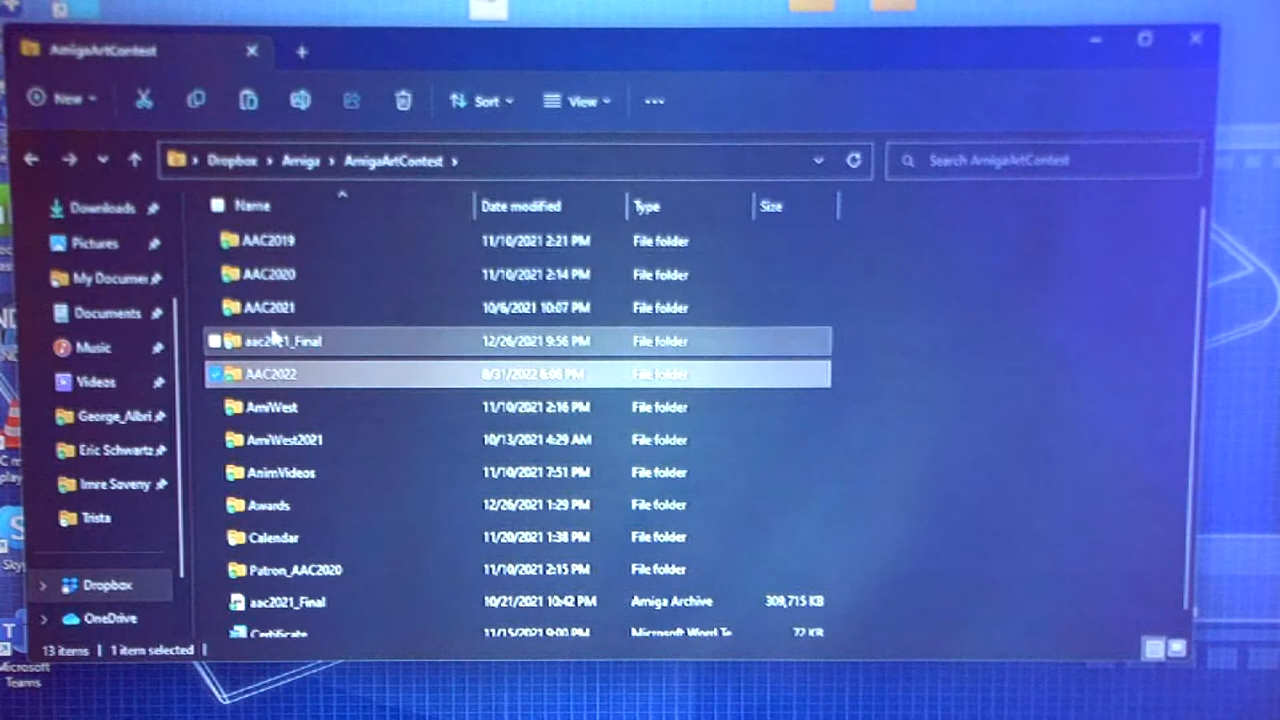 AmigaArtContest
New
Sort
View
Dropbox > Amiga > AmigaArtContest >
Search AmigaArtContest
Name
Date modified
Type
Size
Downloads
Pictures
My Documen
Documents
Music
Videos
George_Albri
Eric Schwartz
Imre Soveny
Trista
Dropbox
OneDrive
AAC2019 11/10/2021 2:21 PM File folder
AAC2020 11/10/2021 2:14 PM File folder
AAC2021 10/6/2021 10:07 PM File folder
aac2021_Final 12/26/2021 9:56 PM File folder
AAC2022 8/31/2022 6:08 PM File folder
AmiWest 11/10/2021 2:16 PM File folder
AmiWest2021 10/13/2021 4:29 AM File folder
AnimVideos 11/10/2021 7:51 PM File folder
Awards 12/26/2021 1:29 PM File folder
Calendar 11/20/2021 1:38 PM File folder
Patron_AAC2020 11/10/2021 2:15 PM File folder
aac2021_Final 10/21/2021 10:42 PM Amiga Archive 309,715 KB
Certificate 11/15/2021 9:00 PM Microsoft Word Te 72 KB
13 items | 1 item selected |
Microsoft
Teams